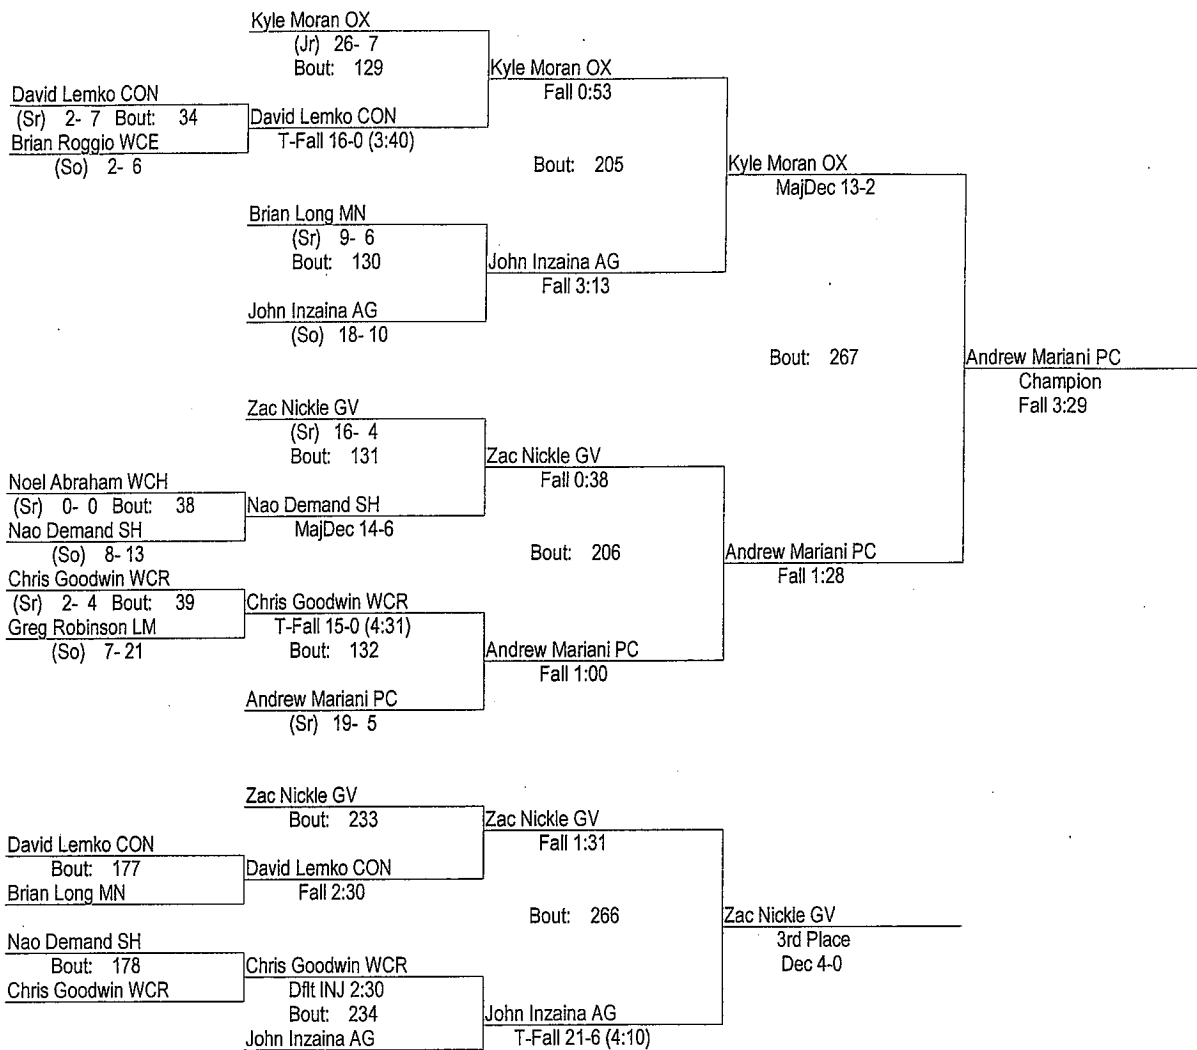 Kyle Moran OX
(Jr) 26- 7
Bout: 129
Kyle Moran OX
Fall 0:53
David Lemko CON
(Sr) 2- 7 Bout: 34
David Lemko CON
Brian Roggio WCE
T-Fall 16-0 (3:40)
(So) 2- 6
Bout: 205
Kyle Moran OX
MajDec 13-2
Brian Long MN
(Sr) 9- 6
Bout: 130
John Inzaina AG
Fall 3:13
John Inzaina AG
(So) 18- 10
Bout: 267
Andrew Mariani PC
Champion
Fall 3:29
Zac Nickle GV
(Sr) 16- 4
Bout: 131
Zac Nickle GV
Fall 0:38
Noel Abraham WCH
(Sr) 0- 0 Bout: 38
Nao Demand SH
Nao Demand SH
MajDec 14-6
(So) 8- 13
Bout: 206
Andrew Mariani PC
Fall 1:28
Chris Goodwin WCR
(Sr) 2- 4 Bout: 39
Chris Goodwin WCR
Greg Robinson LM
T-Fall 15-0 (4:31)
(So) 7- 21
Bout: 132
Andrew Mariani PC
Fall 1:00
Andrew Mariani PC
(Sr) 19- 5
Zac Nickle GV
Bout: 233
Zac Nickle GV
Fall 1:31
David Lemko CON
Bout: 177
David Lemko CON
Brian Long MN
Fall 2:30
Bout: 266
Zac Nickle GV
3rd Place
Dec 4-0
Nao Demand SH
Bout: 178
Chris Goodwin WCR
Chris Goodwin WCR
Dflt INJ 2:30
Bout: 234
John Inzaina AG
T-Fall 21-6 (4:10)
John Inzaina AG